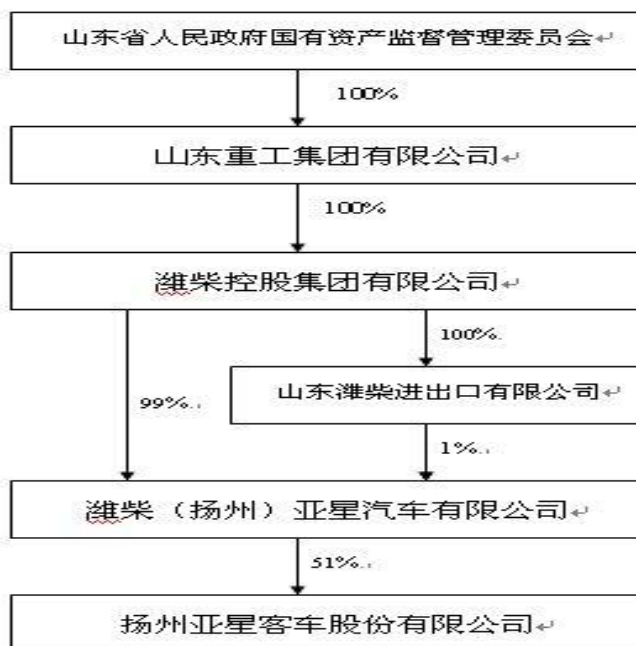 山东省人民政府国有资产监督管理委员会
100%
山东重工集团有限公司
100%
潍柴控股集团有限公司
100%
99%
山东潍柴进出口有限公司
1%
潍柴（扬州）亚星汽车有限公司
51%
扬州亚星客车股份有限公司